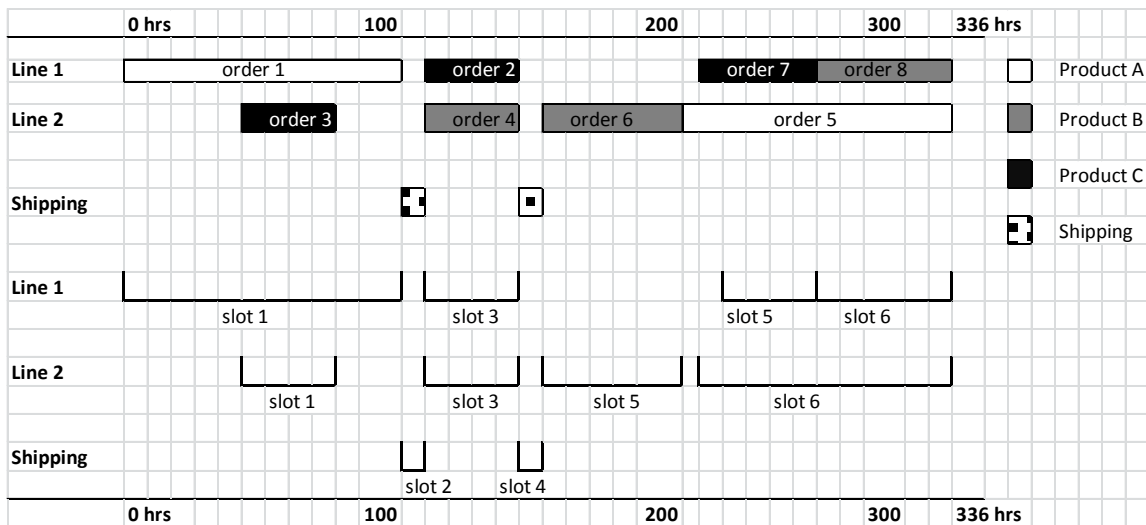 0 hrs 100 200 300 336 hrs
Line 1 order 1 order 2 order 7 order 8 Product A
Line 2 order 3 order 4 order 6 order 5 Product B
Product C
Shipping
Shipping
Line 1
slot 1 slot 3 slot 5 slot 6
Line 2
slot 1 slot 3 slot 5 slot 6
Shipping
slot 2 slot 4
0 hrs 100 200 300 336 hrs